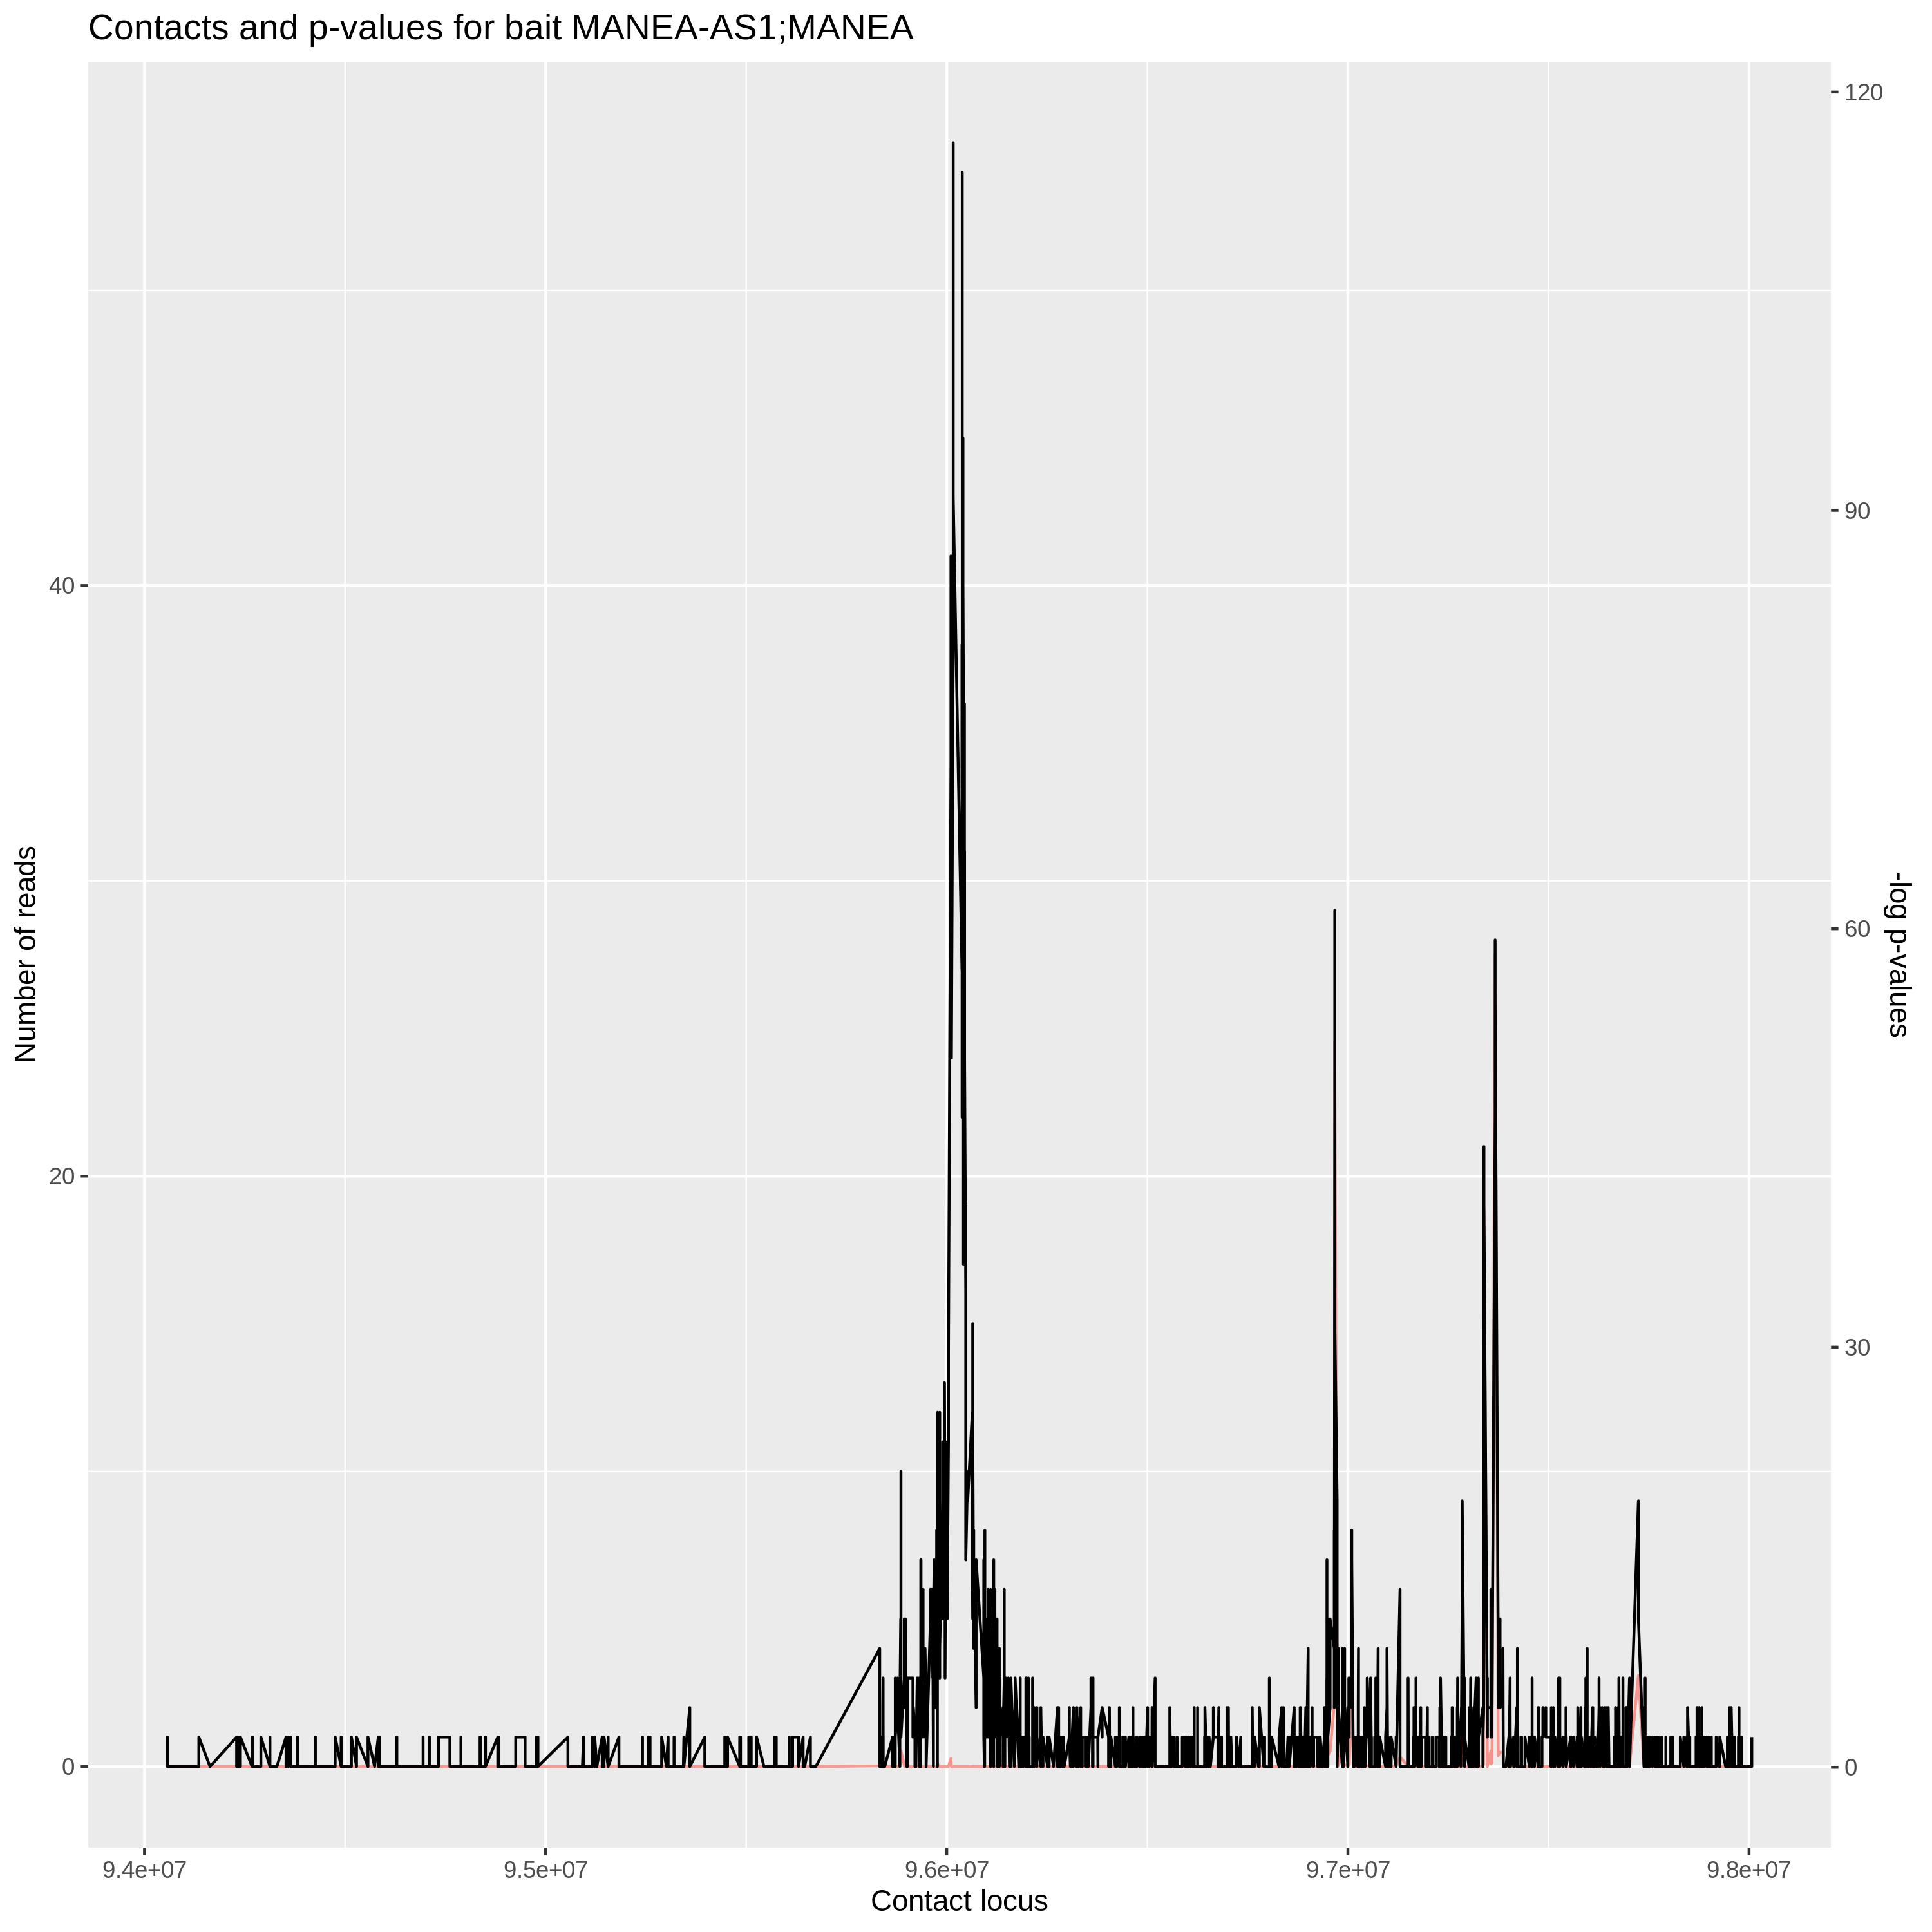 Contacts and p-values for bait MANEA-AS1;MANEA
120
90
40
Number of reads
-log p-values
60
20
30
0
0
9.4e+07
9.5e+07
9.6e+07
9.7e+07
9.8e+07
Contact locus